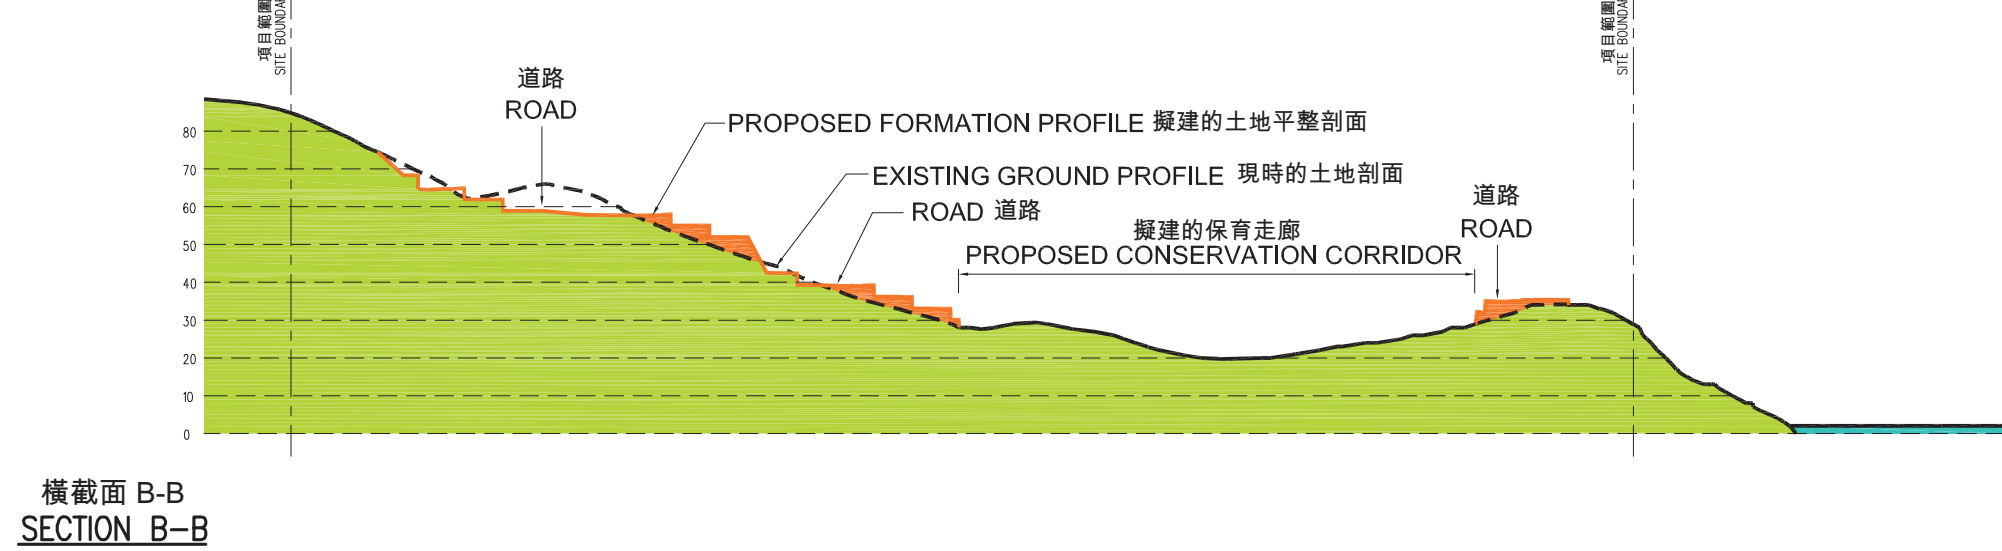 項目範圍
SITE
項目範圍
SITE
道路
ROAD
PROPOSED FORMATION PROFILE 擬建的土地平整剖面
EXISTING GROUND PROFILE 現時的土地剖面
ROAD 道路
擬建的保育走廊
PROPOSED CONSERVATION CORRIDOR
道路
ROAD
80
70
60
50
40
30
20
10
0
橫截面 B-B
SECTION B-B